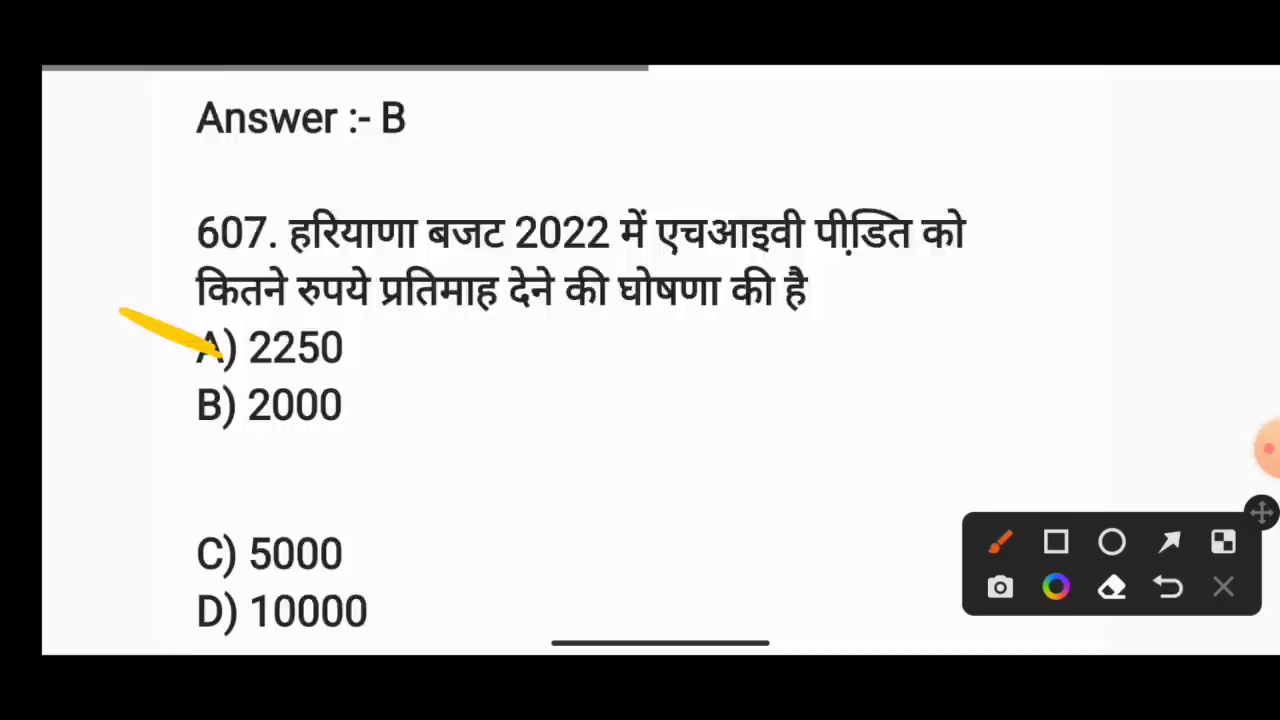 Answer :- B
607. हरियाणा बजट 2022 में एचआइवी पीड़ित को
कितने रुपये प्रतिमाह देने की घोषणा की है
A) 2250
B) 2000
C) 5000
D) 10000